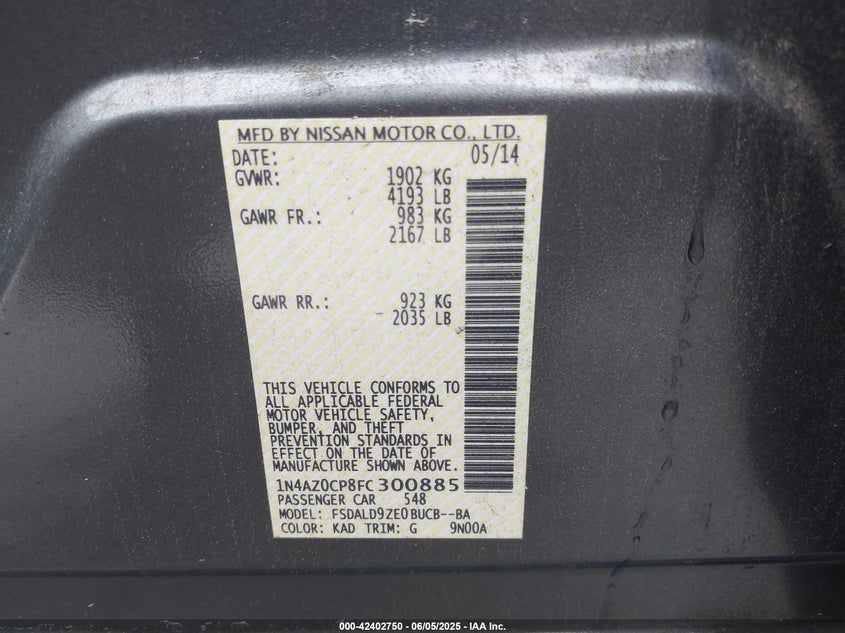 MFD BY NISSAN MOTOR CO., LTD.
DATE: 05/14
GVWR: 1902 KG
4193 LB
GAWR FR.: 983 KG
2167 LB
GAWR RR.: 923 KG
2035 LB
THIS VEHICLE CONFORMS TO
ALL APPLICABLE FEDERAL
MOTOR VEHICLE SAFETY,
BUMPER, AND THEFT
PREVENTION STANDARDS IN
EFFECT ON THE DATE OF
MANUFACTURE SHOWN ABOVE.
1N4AZ0CP8FC300885
PASSENGER CAR 548
MODEL: FSDALD9ZE0BUCB--BA
COLOR: KAD TRIM: G 9N00A
000-42402750 - 06/05/2025 - IAA Inc.